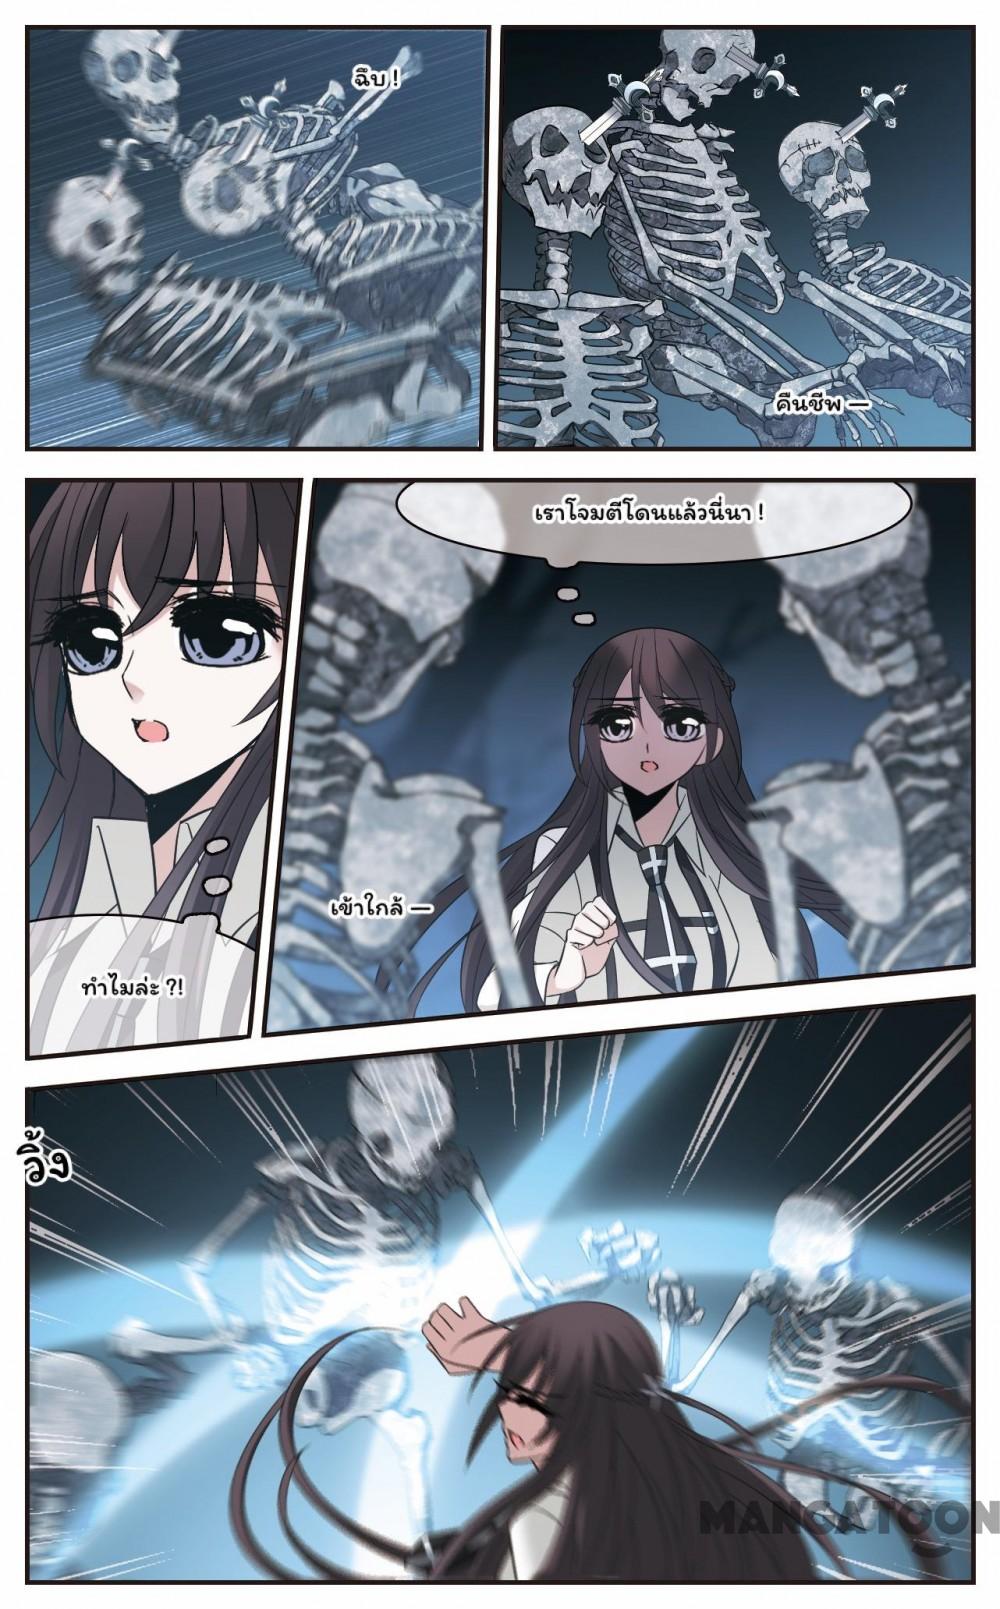 ฉึบ !
คืนชีพ —
เราโจมตีโดนแล้วนี่นา !
เข้าใกล้ —
ทำไมล่ะ ?!
วิ้ง
MANGATOON